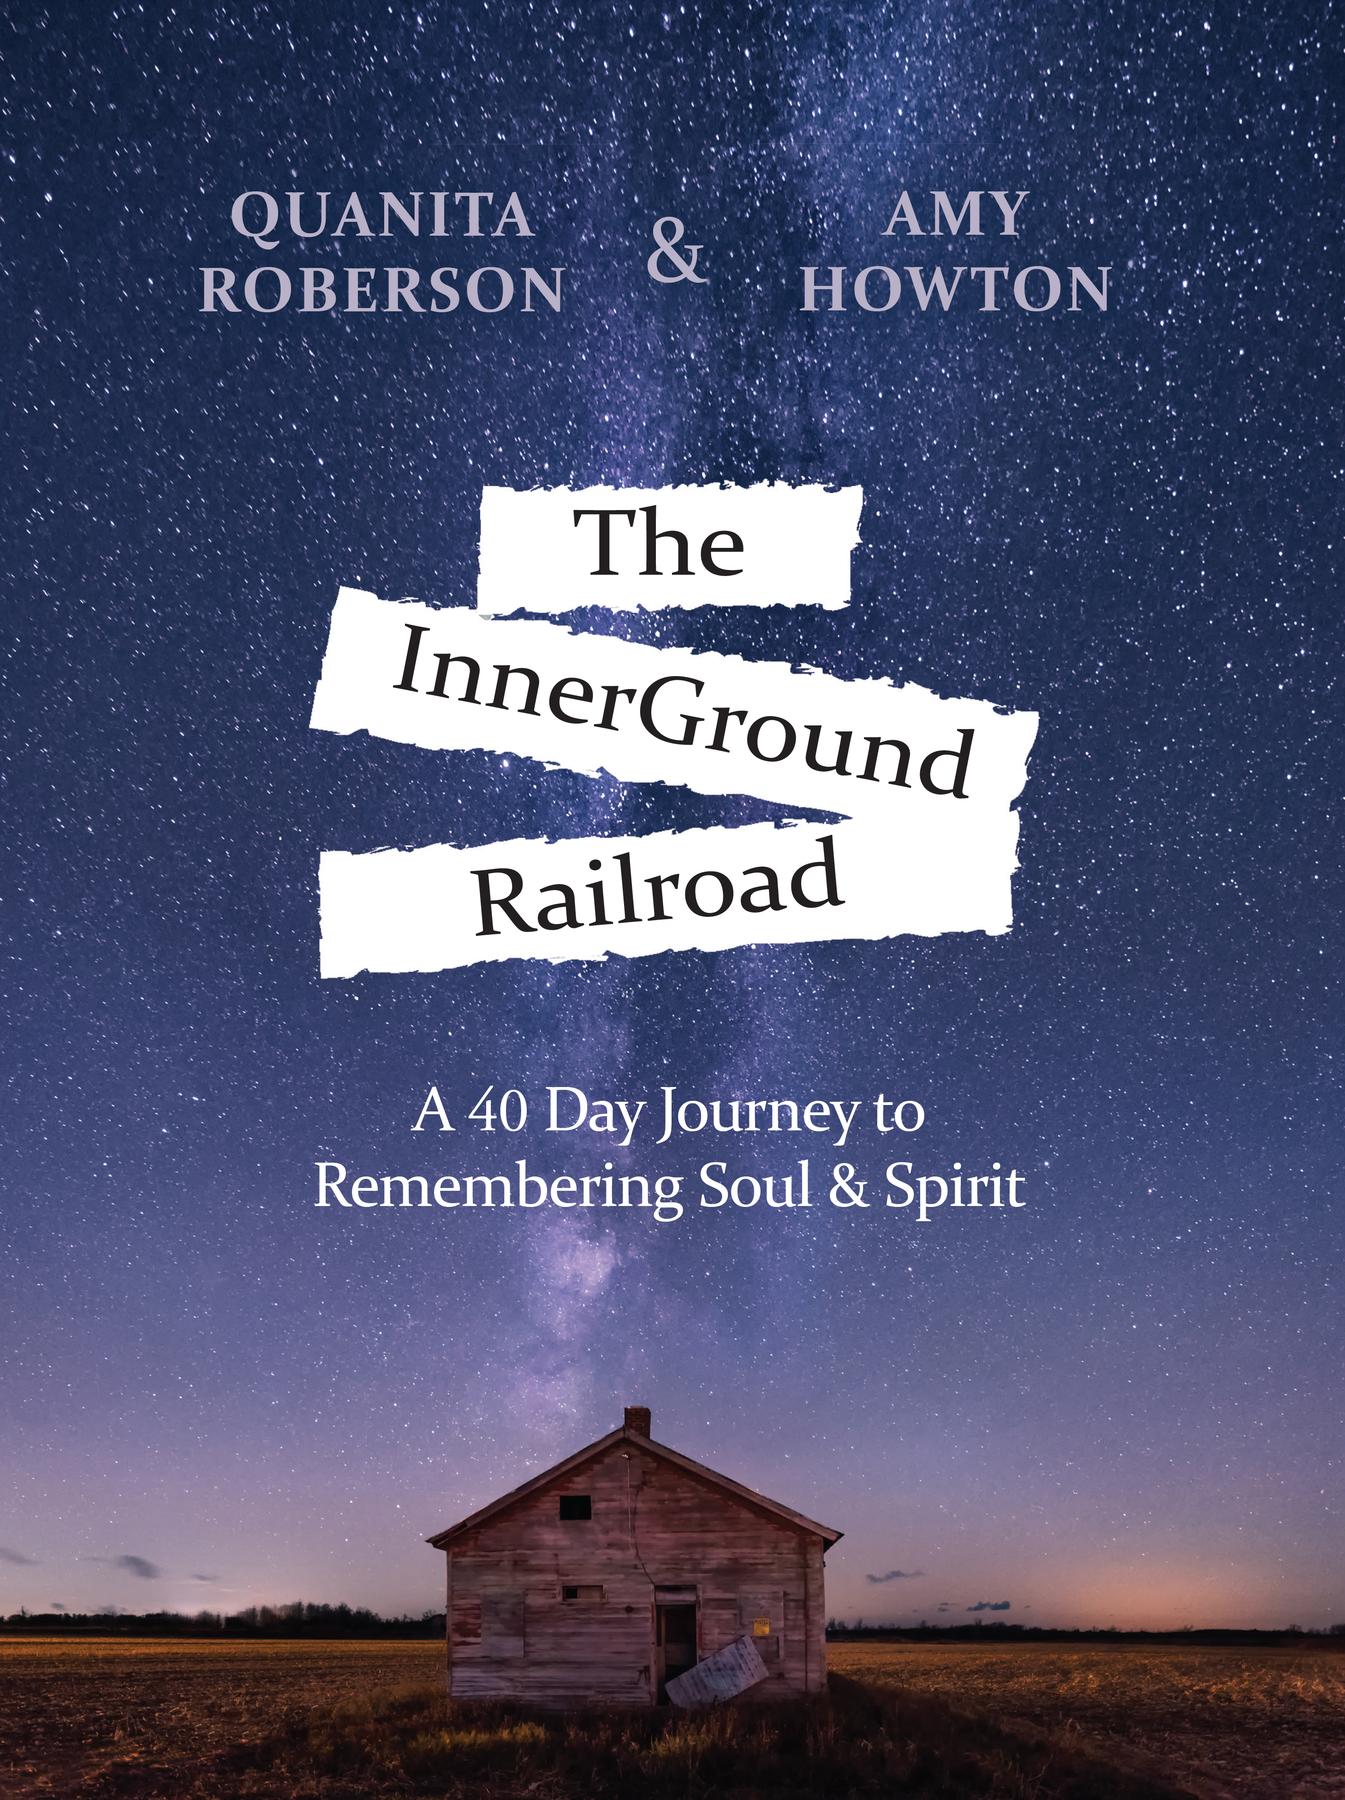 QUANITA
ROBERSON
&
AMY
HOWTON
The
InnerGround
Railroad
A 40 Day Journey to
Remembering Soul & Spirit